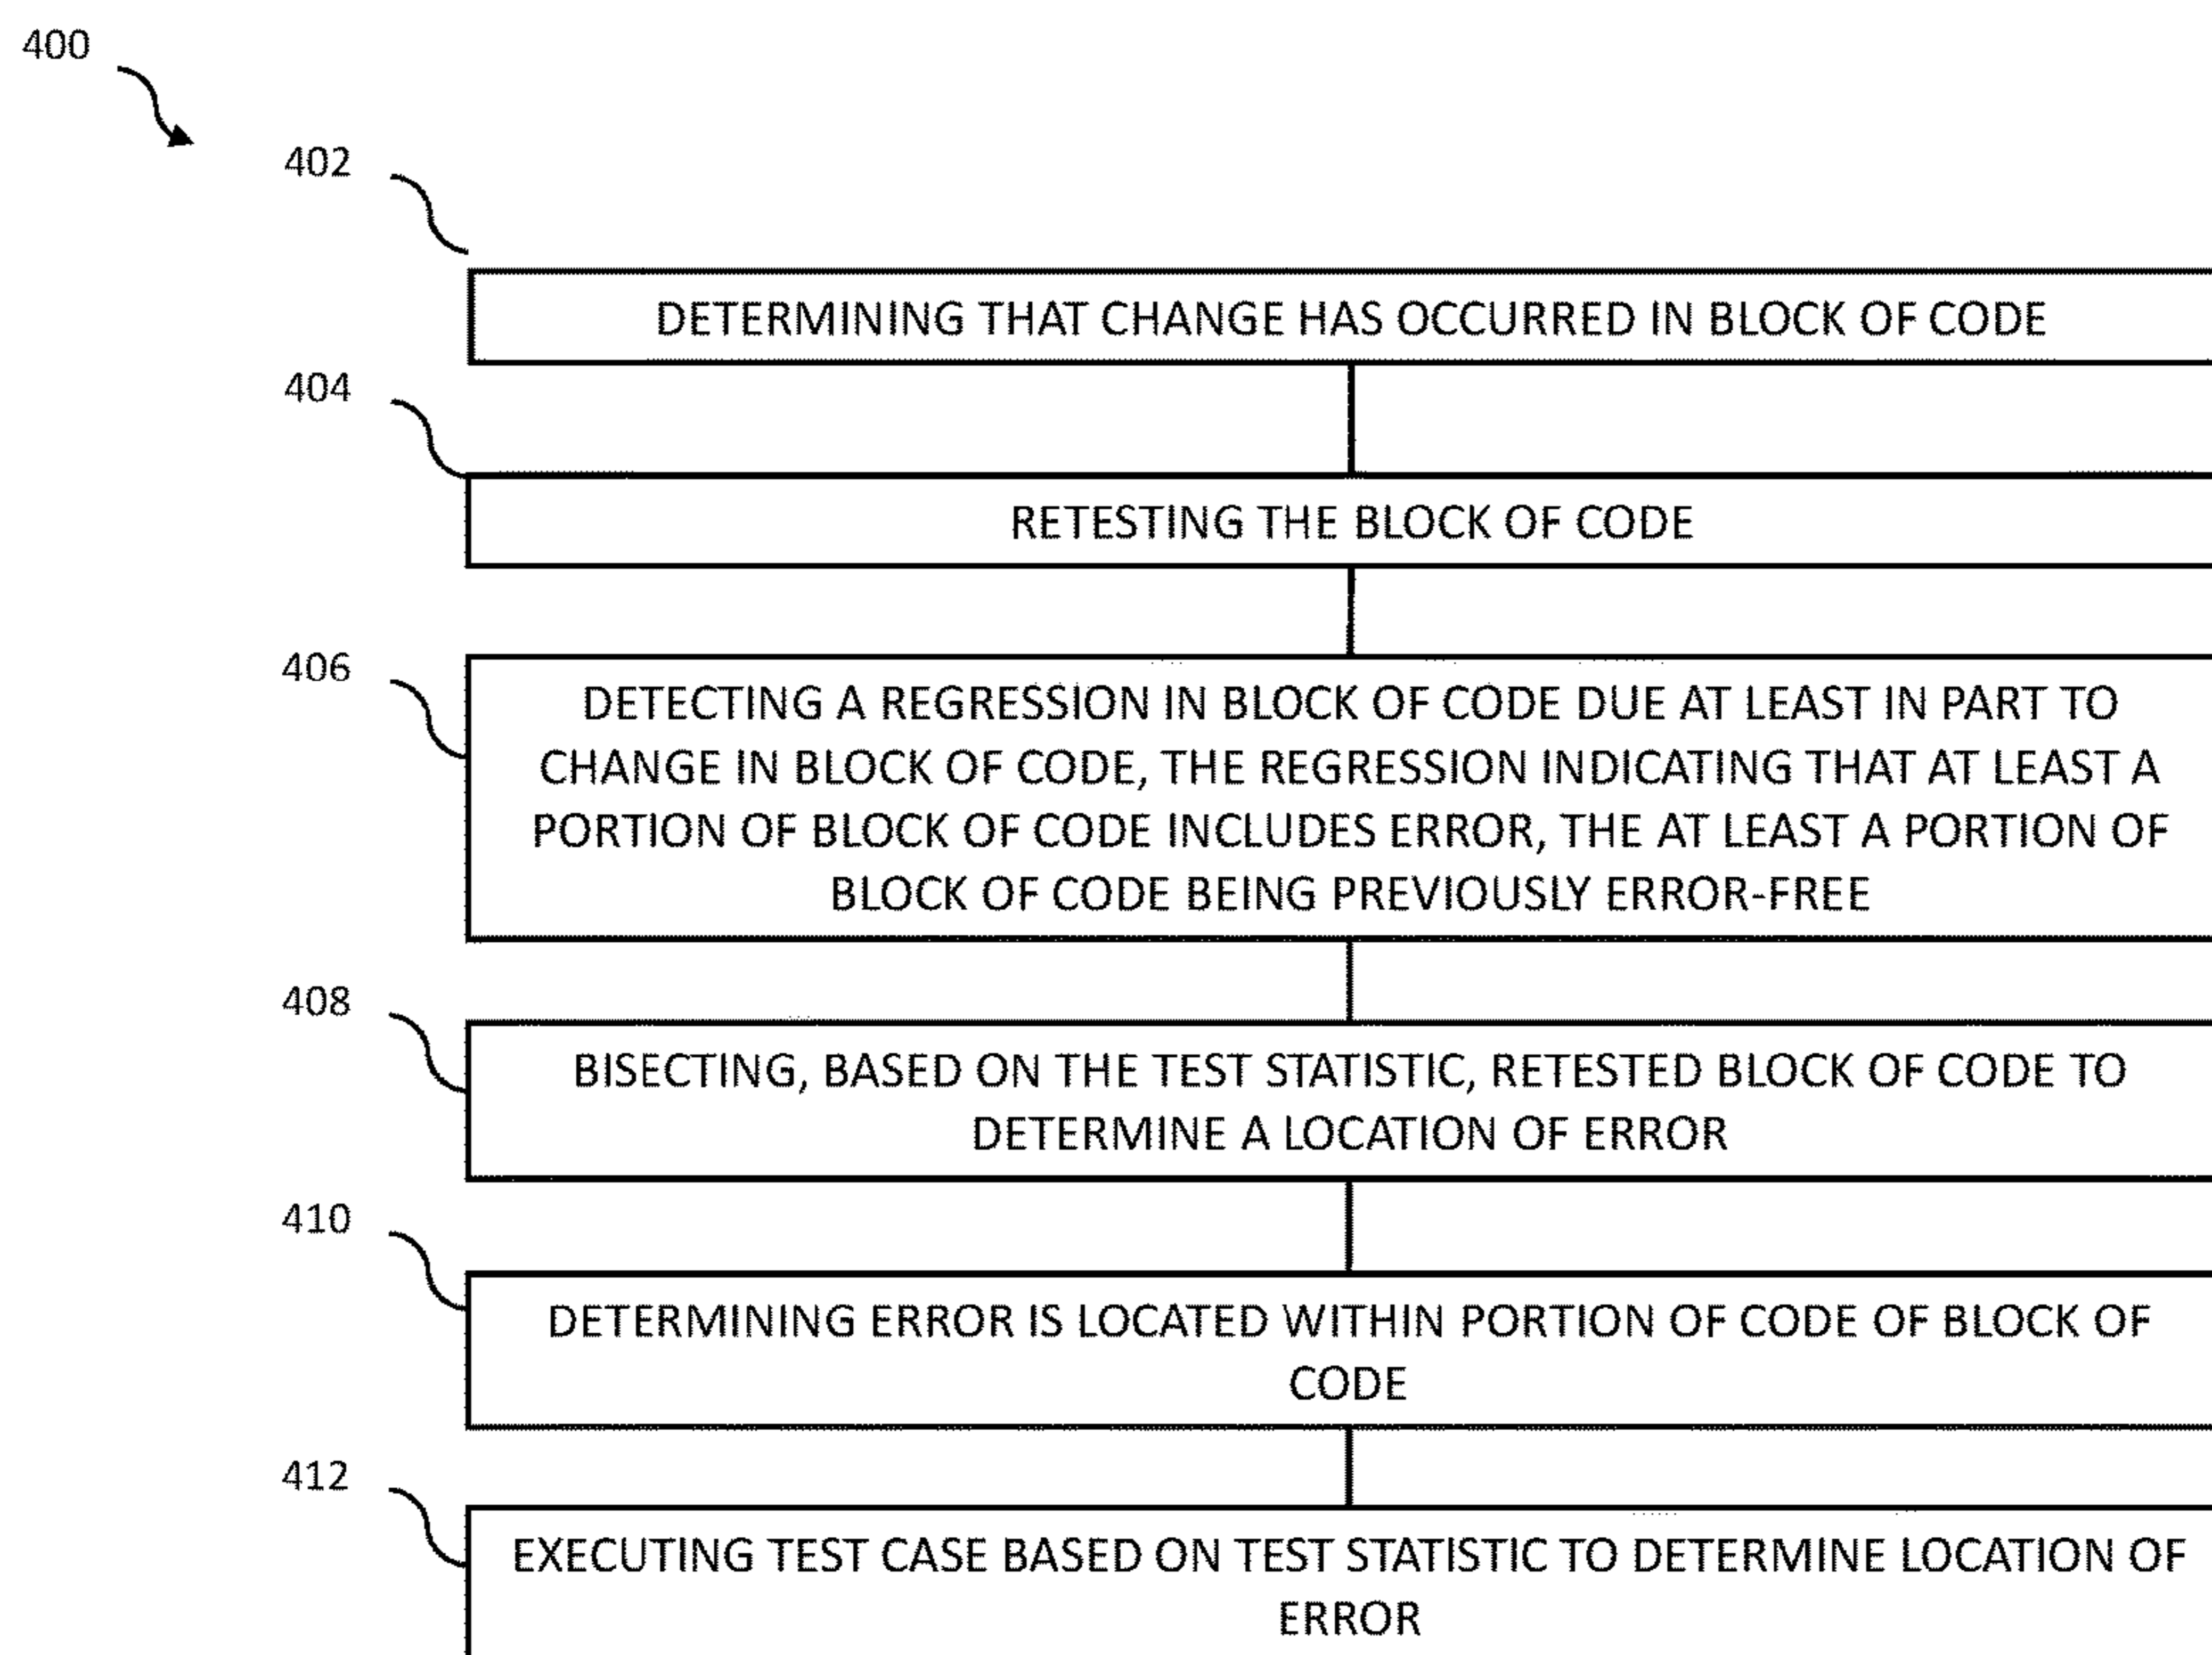 400
402
DETERMINING THAT CHANGE HAS OCCURRED IN BLOCK OF CODE
404
RETESTING THE BLOCK OF CODE
406
DETECTING A REGRESSION IN BLOCK OF CODE DUE AT LEAST IN PART TO
CHANGE IN BLOCK OF CODE, THE REGRESSION INDICATING THAT AT LEAST A
PORTION OF BLOCK OF CODE INCLUDES ERROR, THE AT LEAST A PORTION OF
BLOCK OF CODE BEING PREVIOUSLY ERROR-FREE
408
BISECTING, BASED ON THE TEST STATISTIC, RETESTED BLOCK OF CODE TO
DETERMINE A LOCATION OF ERROR
410
DETERMINING ERROR IS LOCATED WITHIN PORTION OF CODE OF BLOCK OF
CODE
412
EXECUTING TEST CASE BASED ON TEST STATISTIC TO DETERMINE LOCATION OF
ERROR